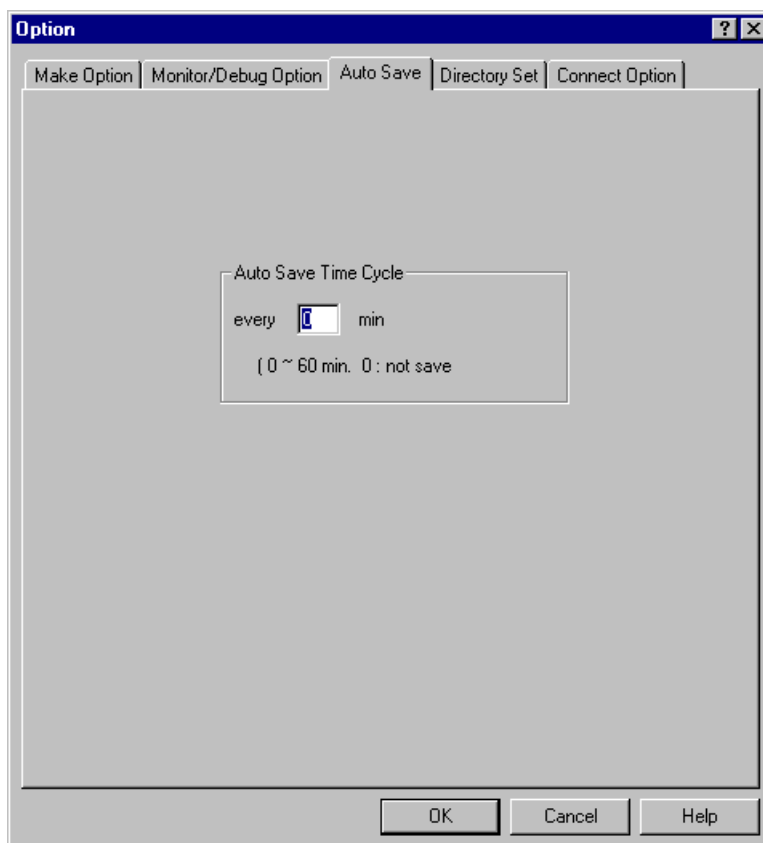 Option
Make Option Monitor/Debug Option Auto Save Directory Set Connect Option
Auto Save Time Cycle
every 0 min
( 0 ~ 60 min. 0 : not save
OK Cancel Help